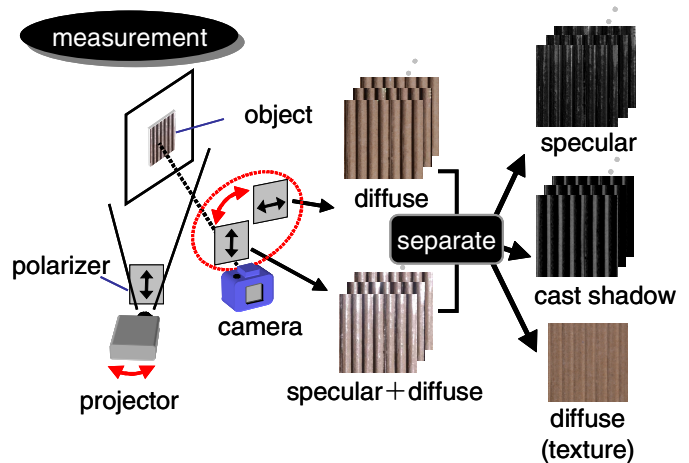 measurement
object
specular
diffuse
separate
polarizer
cast shadow
camera
specular＋diffuse
projector
diffuse
(texture)